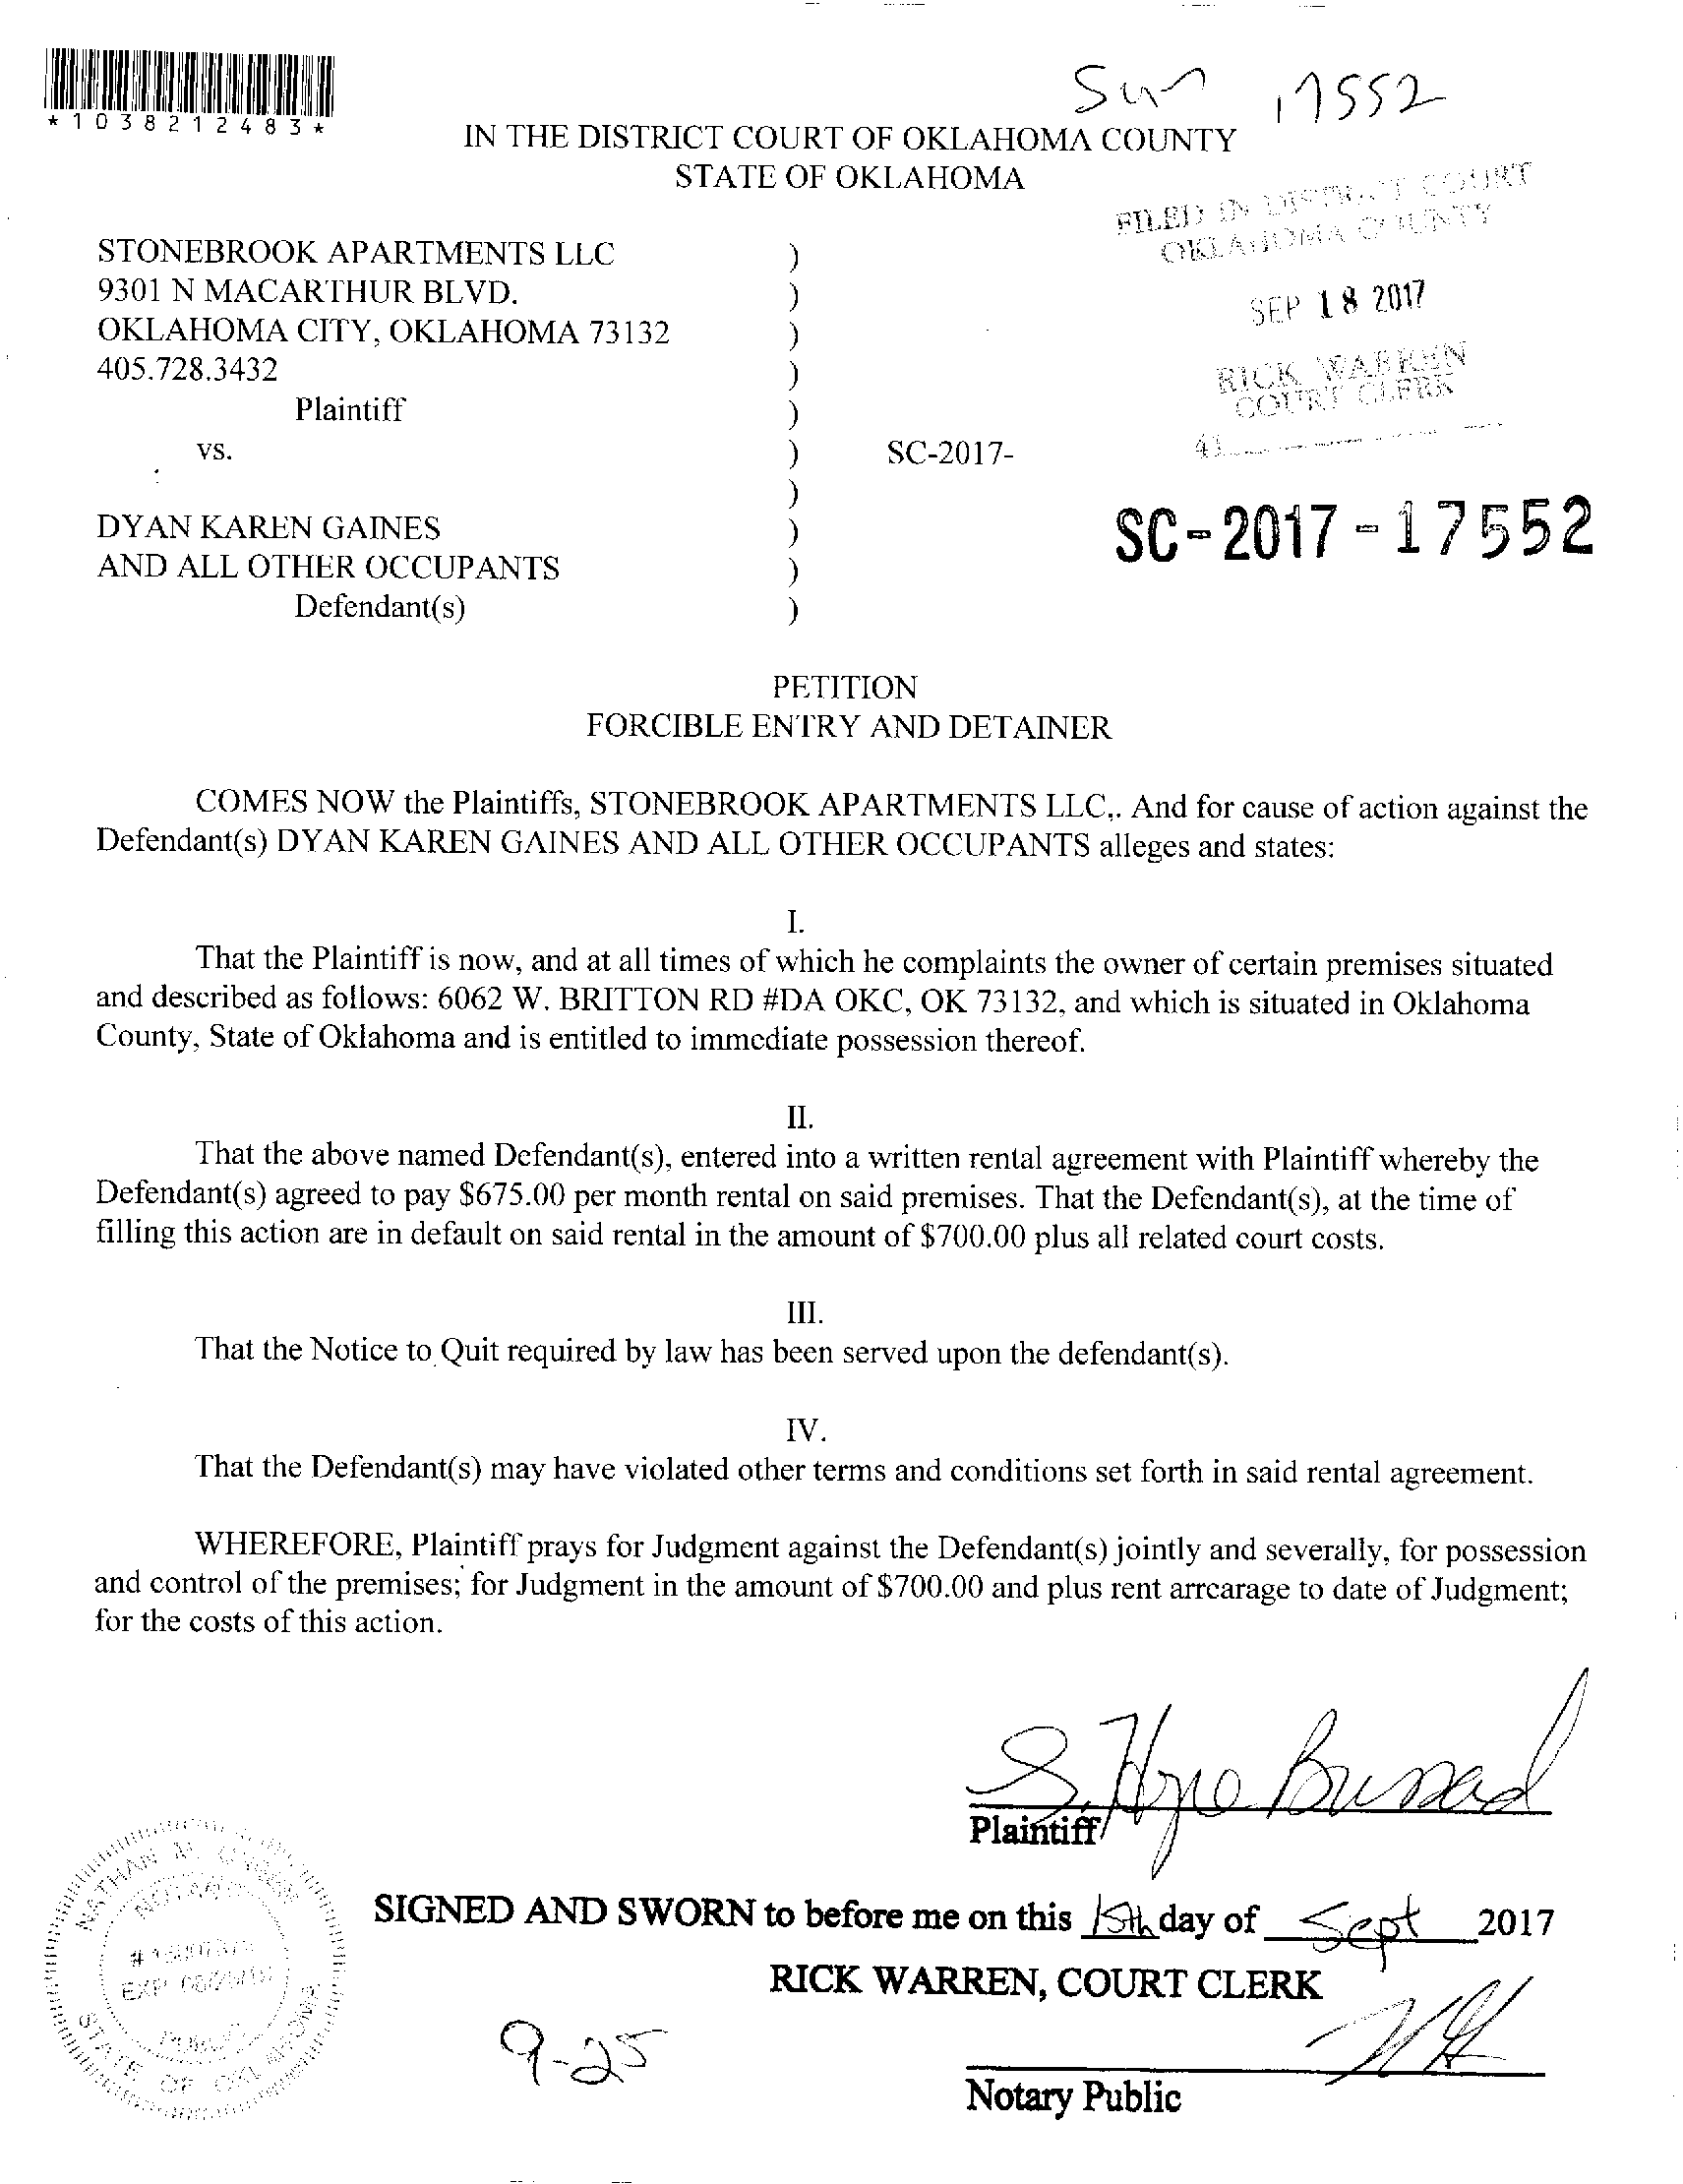 *1038212483*
17552
IN THE DISTRICT COURT OF OKLAHOMA COUNTY
STATE OF OKLAHOMA
FILED IN DISTRICT COURT
OKLAHOMA COUNTY
SEP 18 2017
RICK WARREN
COURT CLERK
STONEBROOK APARTMENTS LLC )
9301 N MACARTHUR BLVD. )
OKLAHOMA CITY, OKLAHOMA 73132 )
405.728.3432 )
Plaintiff )
vs. ) SC-2017-
)
DYAN KAREN GAINES )
SC-2017-17552
AND ALL OTHER OCCUPANTS )
Defendant(s) )
PETITION
FORCIBLE ENTRY AND DETAINER
COMES NOW the Plaintiffs, STONEBROOK APARTMENTS LLC,. And for cause of action against the
Defendant(s) DYAN KAREN GAINES AND ALL OTHER OCCUPANTS alleges and states:
I.
That the Plaintiff is now, and at all times of which he complaints the owner of certain premises situated
and described as follows: 6062 W. BRITTON RD #DA OKC, OK 73132, and which is situated in Oklahoma
County, State of Oklahoma and is entitled to immediate possession thereof.
II.
That the above named Defendant(s), entered into a written rental agreement with Plaintiff whereby the
Defendant(s) agreed to pay $675.00 per month rental on said premises. That the Defendant(s), at the time of
filling this action are in default on said rental in the amount of $700.00 plus all related court costs.
III.
That the Notice to Quit required by law has been served upon the defendant(s).
IV.
That the Defendant(s) may have violated other terms and conditions set forth in said rental agreement.
WHEREFORE, Plaintiff prays for Judgment against the Defendant(s) jointly and severally, for possession
and control of the premises; for Judgment in the amount of $700.00 and plus rent arrearage to date of Judgment;
for the costs of this action.
Plaintiff
SIGNED AND SWORN to before me on this day of Sept 2017
RICK WARREN, COURT CLERK
9-25
Notary Public
NATHAN M.
NOTARY
EXP
PUBLIC
STATE OF OKLAHOMA